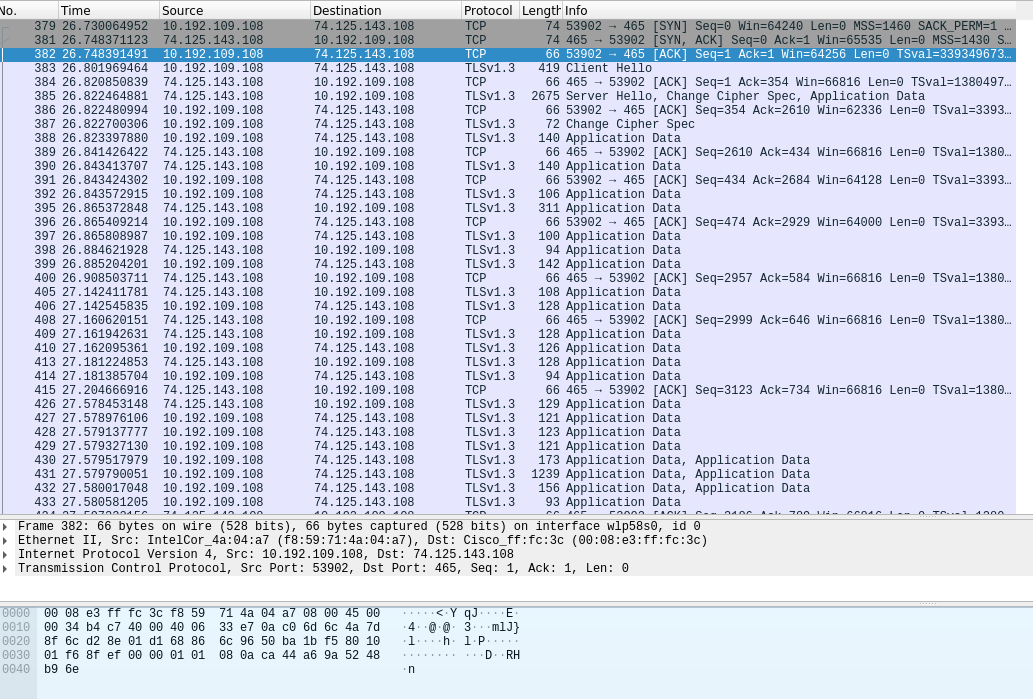 No. Time Source Destination Protocol Length Info
379 26.730064952 10.192.109.108 74.125.143.108 TCP 74 53902 → 465 [SYN] Seq=0 Win=64240 Len=0 MSS=1460 SACK_PERM=1 …
381 26.748371123 74.125.143.108 10.192.109.108 TCP 74 465 → 53902 [SYN, ACK] Seq=0 Ack=1 Win=65535 Len=0 MSS=1430 S…
382 26.748391491 10.192.109.108 74.125.143.108 TCP 66 53902 → 465 [ACK] Seq=1 Ack=1 Win=64256 Len=0 TSval=339349673…
383 26.801969464 10.192.109.108 74.125.143.108 TLSv1.3 419 Client Hello
384 26.820850839 74.125.143.108 10.192.109.108 TCP 66 465 → 53902 [ACK] Seq=1 Ack=354 Win=66816 Len=0 TSval=1380497…
385 26.822464881 74.125.143.108 10.192.109.108 TLSv1.3 2675 Server Hello, Change Cipher Spec, Application Data
386 26.822480994 10.192.109.108 74.125.143.108 TCP 66 53902 → 465 [ACK] Seq=354 Ack=2610 Win=62336 Len=0 TSval=3393…
387 26.822700306 10.192.109.108 74.125.143.108 TLSv1.3 72 Change Cipher Spec
388 26.823397880 10.192.109.108 74.125.143.108 TLSv1.3 140 Application Data
389 26.841426422 74.125.143.108 10.192.109.108 TCP 66 465 → 53902 [ACK] Seq=2610 Ack=434 Win=66816 Len=0 TSval=1380…
390 26.843413707 74.125.143.108 10.192.109.108 TLSv1.3 140 Application Data
391 26.843424302 10.192.109.108 74.125.143.108 TCP 66 53902 → 465 [ACK] Seq=434 Ack=2684 Win=64128 Len=0 TSval=3393…
392 26.843572915 10.192.109.108 74.125.143.108 TLSv1.3 106 Application Data
395 26.865372848 74.125.143.108 10.192.109.108 TLSv1.3 311 Application Data
396 26.865409214 10.192.109.108 74.125.143.108 TCP 66 53902 → 465 [ACK] Seq=474 Ack=2929 Win=64000 Len=0 TSval=3393…
397 26.865808987 10.192.109.108 74.125.143.108 TLSv1.3 100 Application Data
398 26.884621928 74.125.143.108 10.192.109.108 TLSv1.3 94 Application Data
399 26.885204201 10.192.109.108 74.125.143.108 TLSv1.3 142 Application Data
400 26.908503711 74.125.143.108 10.192.109.108 TCP 66 465 → 53902 [ACK] Seq=2957 Ack=584 Win=66816 Len=0 TSval=1380…
405 27.142411781 74.125.143.108 10.192.109.108 TLSv1.3 108 Application Data
406 27.142545835 10.192.109.108 74.125.143.108 TLSv1.3 128 Application Data
408 27.160620151 74.125.143.108 10.192.109.108 TCP 66 465 → 53902 [ACK] Seq=2999 Ack=646 Win=66816 Len=0 TSval=1380…
409 27.161942631 74.125.143.108 10.192.109.108 TLSv1.3 128 Application Data
410 27.162095361 10.192.109.108 74.125.143.108 TLSv1.3 126 Application Data
413 27.181224853 74.125.143.108 10.192.109.108 TLSv1.3 128 Application Data
414 27.181385704 10.192.109.108 74.125.143.108 TLSv1.3 94 Application Data
415 27.204666916 74.125.143.108 10.192.109.108 TCP 66 465 → 53902 [ACK] Seq=3123 Ack=734 Win=66816 Len=0 TSval=1380…
426 27.578453148 74.125.143.108 10.192.109.108 TLSv1.3 129 Application Data
427 27.578976106 10.192.109.108 74.125.143.108 TLSv1.3 121 Application Data
428 27.579137777 10.192.109.108 74.125.143.108 TLSv1.3 123 Application Data
429 27.579327130 10.192.109.108 74.125.143.108 TLSv1.3 121 Application Data
430 27.579517979 10.192.109.108 74.125.143.108 TLSv1.3 173 Application Data, Application Data
431 27.579790051 10.192.109.108 74.125.143.108 TLSv1.3 1239 Application Data, Application Data
432 27.580017048 10.192.109.108 74.125.143.108 TLSv1.3 156 Application Data, Application Data
433 27.580581205 10.192.109.108 74.125.143.108 TLSv1.3 93 Application Data
Frame 382: 66 bytes on wire (528 bits), 66 bytes captured (528 bits) on interface wlp58s0, id 0
Ethernet II, Src: IntelCor_4a:04:a7 (f8:59:71:4a:04:a7), Dst: Cisco_ff:fc:3c (00:08:e3:ff:fc:3c)
Internet Protocol Version 4, Src: 10.192.109.108, Dst: 74.125.143.108
Transmission Control Protocol, Src Port: 53902, Dst Port: 465, Seq: 1, Ack: 1, Len: 0
0000 00 08 e3 ff fc 3c f8 59 71 4a 04 a7 08 00 45 00 ·····<·Y qJ····E·
0010 00 34 b4 c7 40 00 40 06 33 e7 0a c0 6d 6c 4a 7d ·4··@·@· 3···mlJ}
0020 8f 6c cd 28 e0 01 d1 68 86 6c 96 50 ba 1b f5 80 10 ·l····h ·l·P····
0030 01 f6 8f ef 00 00 01 01 08 0a ca 44 a6 9a 52 48 ········ ···D··RH
0040 b9 6e ·n